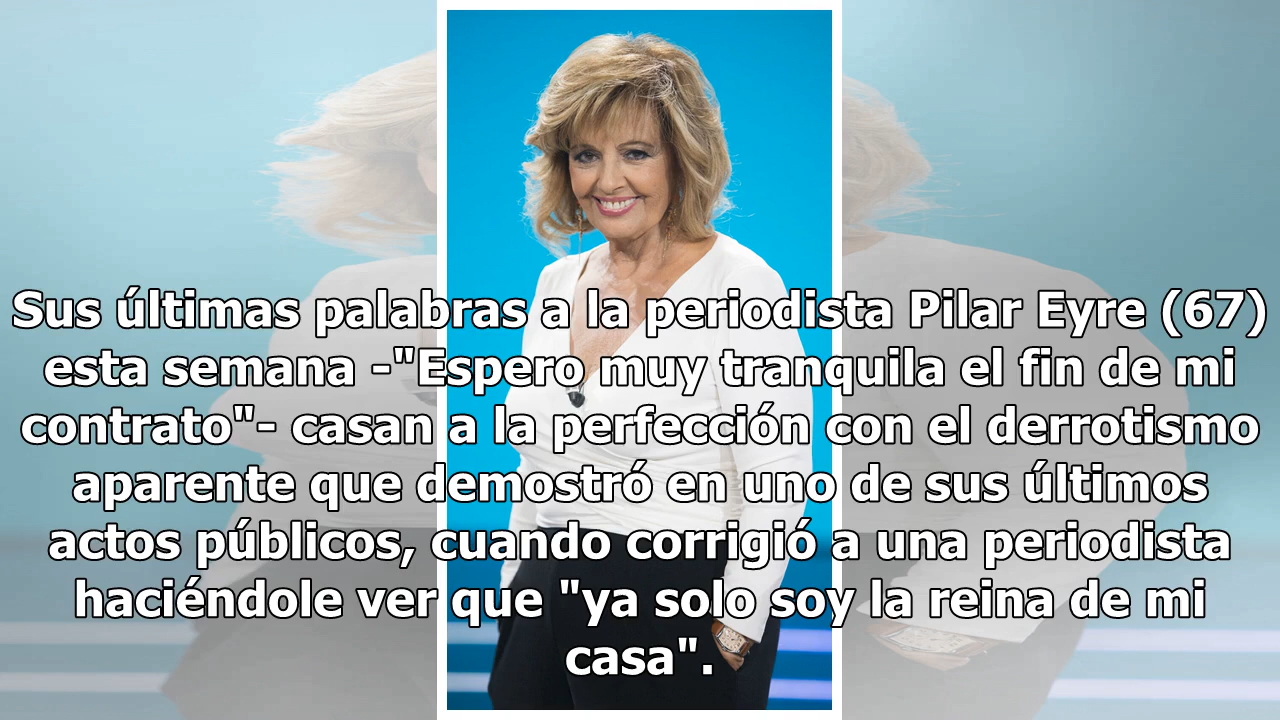 Sus últimas palabras a la periodista Pilar Eyre (67)
esta semana -"Espero muy tranquila el fin de mi
contrato"- casan a la perfección con el derrotismo
aparente que demostró en uno de sus últimos
actos públicos, cuando corrigió a una periodista
haciéndole ver que "ya solo soy la reina de mi
casa".